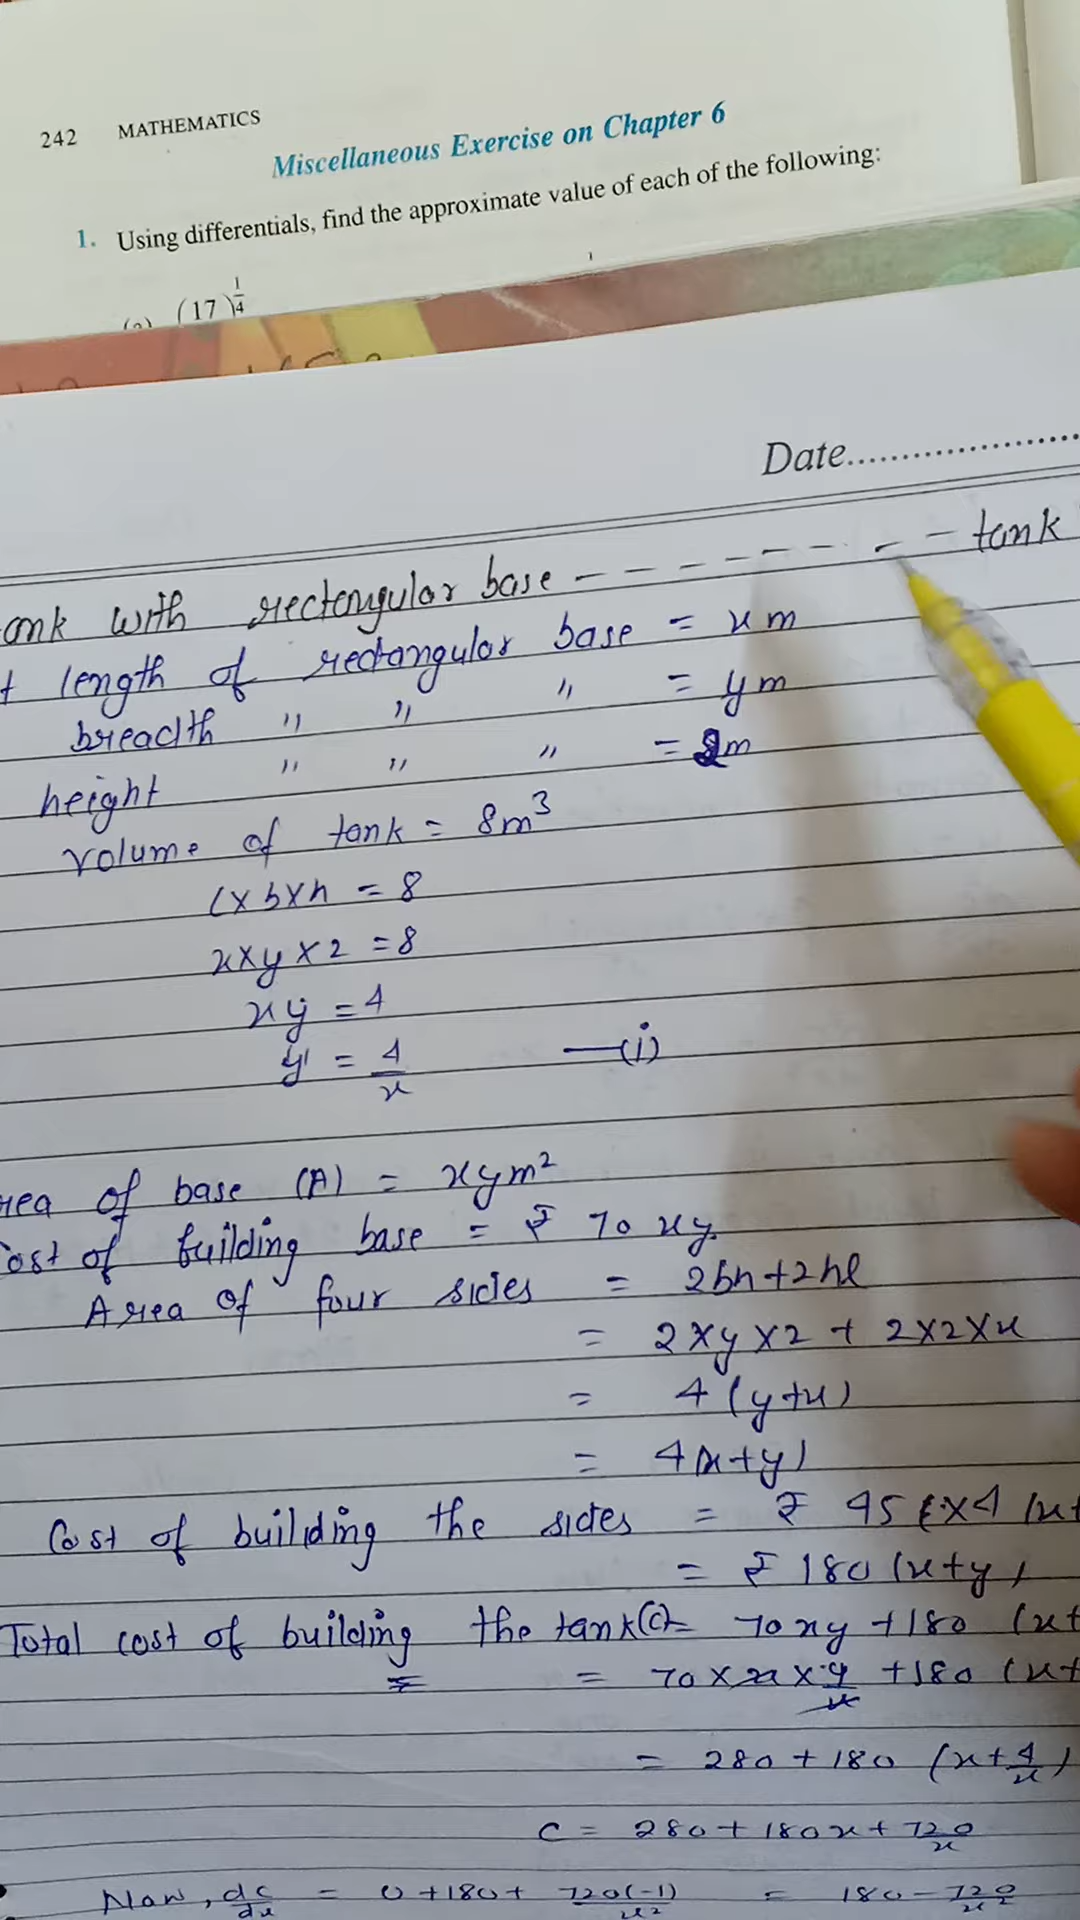 242 MATHEMATICS
Miscellaneous Exercise on Chapter 6
1. Using differentials, find the approximate value of each of the following:
(a) (17)^{1/4}
Date....................
ank with rectangular base - - - - - - - - - tank
t length of rectangular base = x m
breadth " " " = y m
height " " " = 2m
volume of tank = 8m³
l×b×h = 8
x×y×2 = 8
xy = 4
y = 4/x —(i)
rea of base (A) = xy m²
ost of building base = ₹ 70 xy
Area of four sides = 2bh+2hl
= 2×y×2 + 2×2×x
= 4(y+x)
= 4(x+y)
Cost of building the sides = ₹ 45 ×4 (x+
= ₹ 180 (x+y)
Total cost of building the tank(C)= 70xy +180 (x+
= 70×x×4/x +180 (x+
= 280+180 (x+4/x)
C = 280+180x+720/x
Now, dc/dx = 0+180+ 720(-1)/x² = 180-720/x²